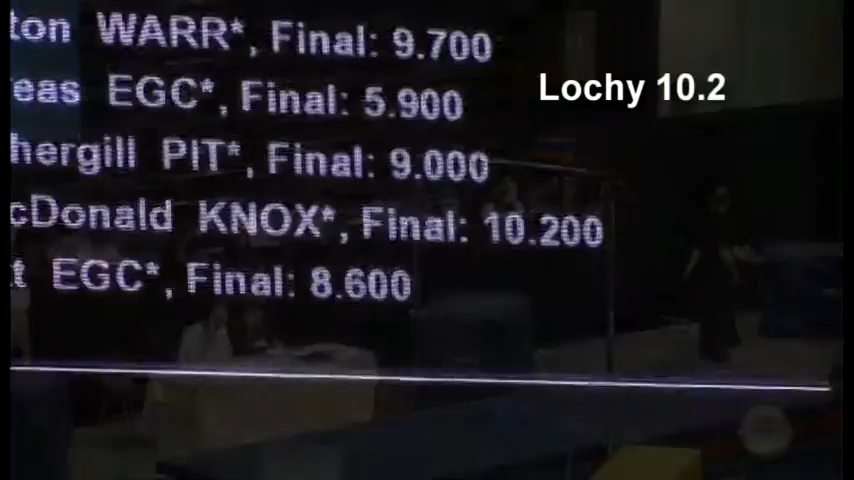 ton WARR*, Final: 9.700
eas EGC*, Final: 5.900
Lochy 10.2
hergill PIT*, Final: 9.000
cDonald KNOX*, Final: 10.200
t EGC*, Final: 8.600